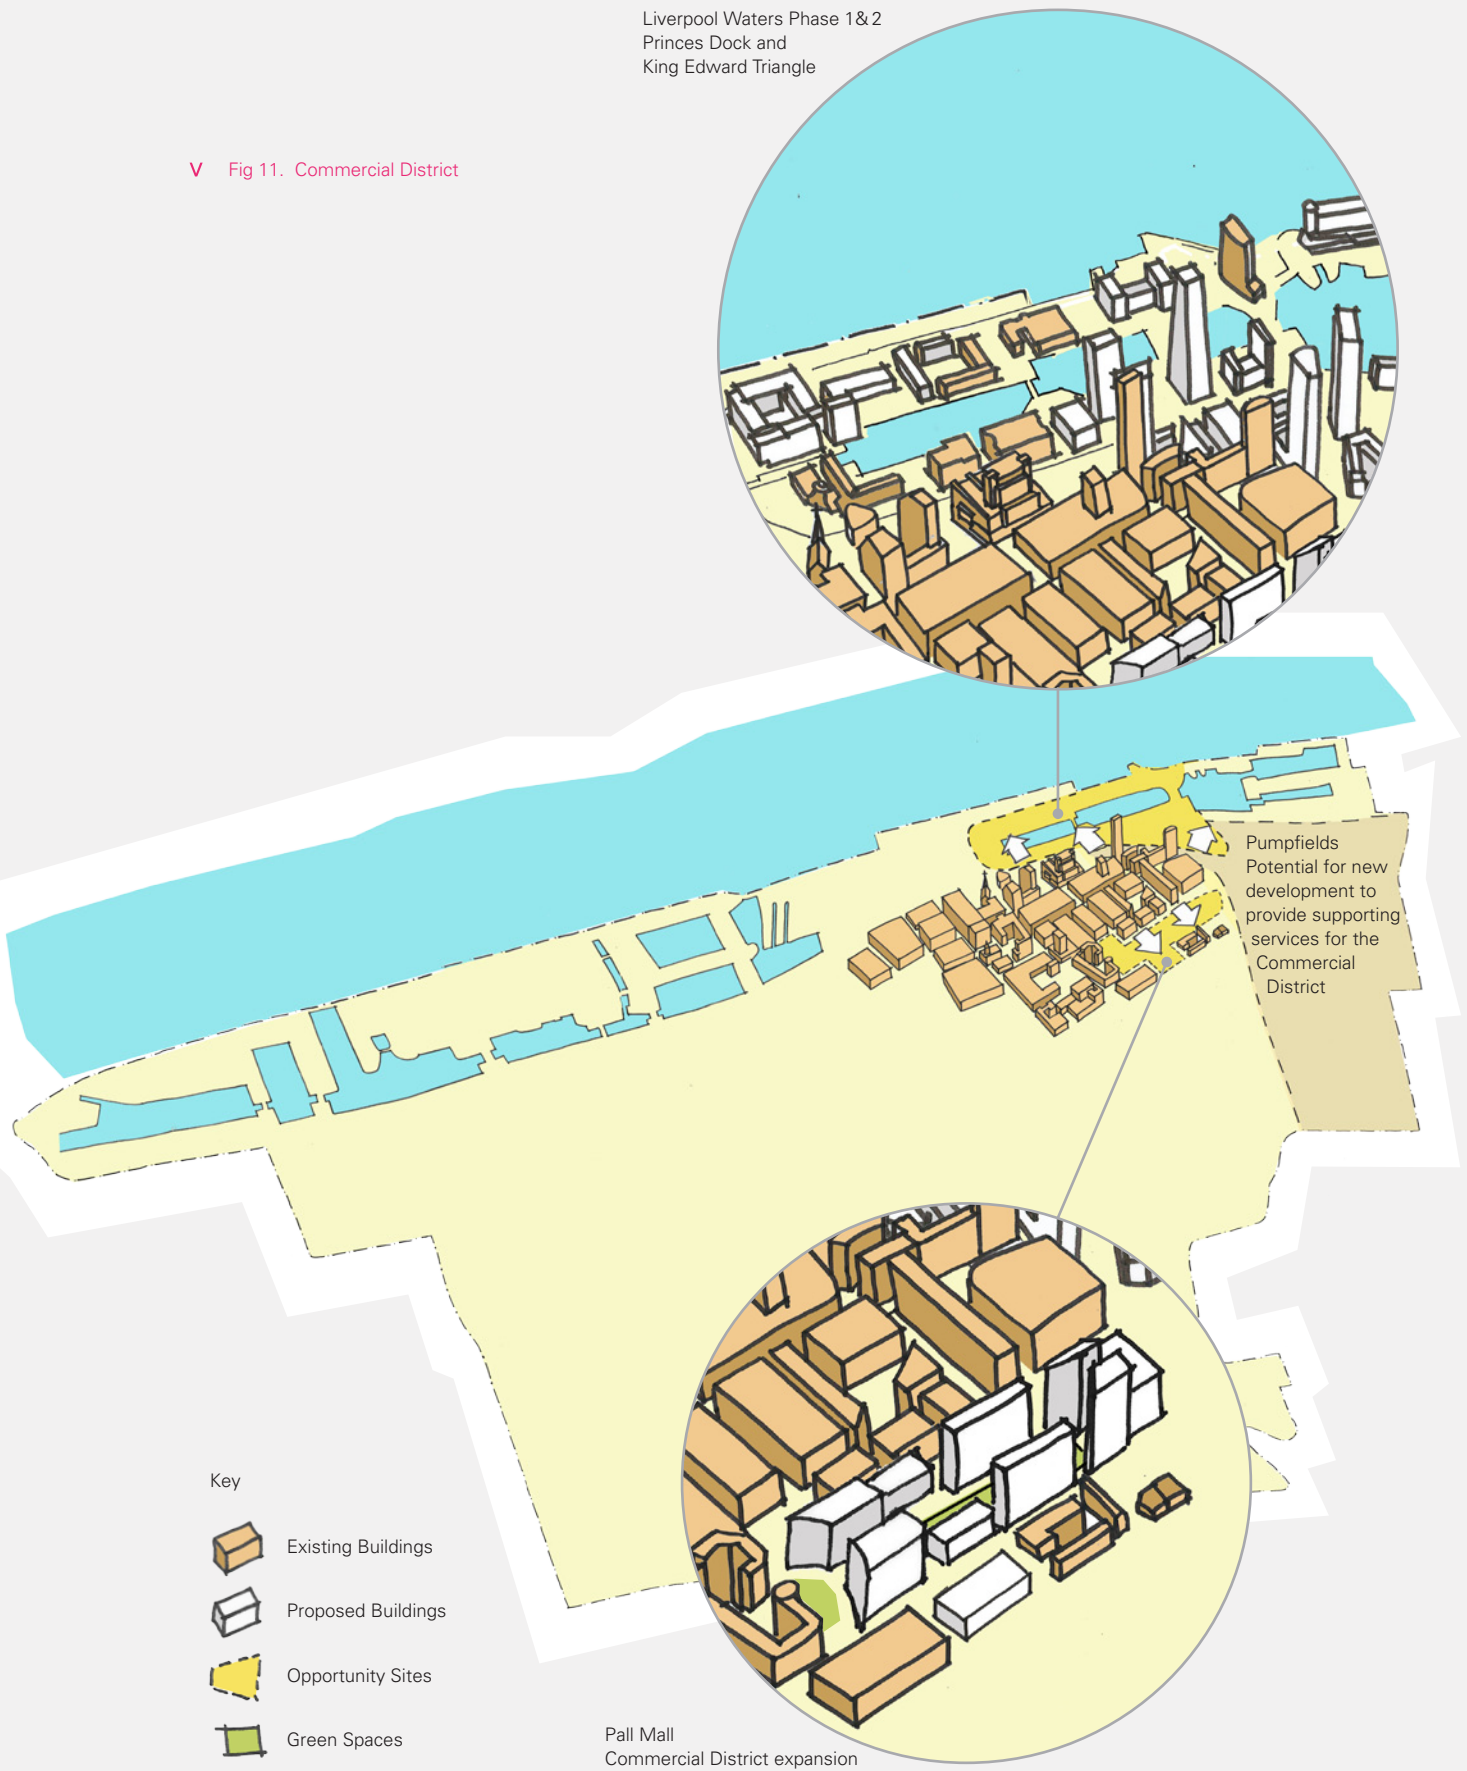 Liverpool Waters Phase 1&2
Princes Dock and
King Edward Triangle
V Fig 11. Commercial District
Pumpfields
Potential for new
development to
provide supporting
services for the
Commercial
District
Key
Existing Buildings
Proposed Buildings
Opportunity Sites
Green Spaces
Pall Mall
Commercial District expansion